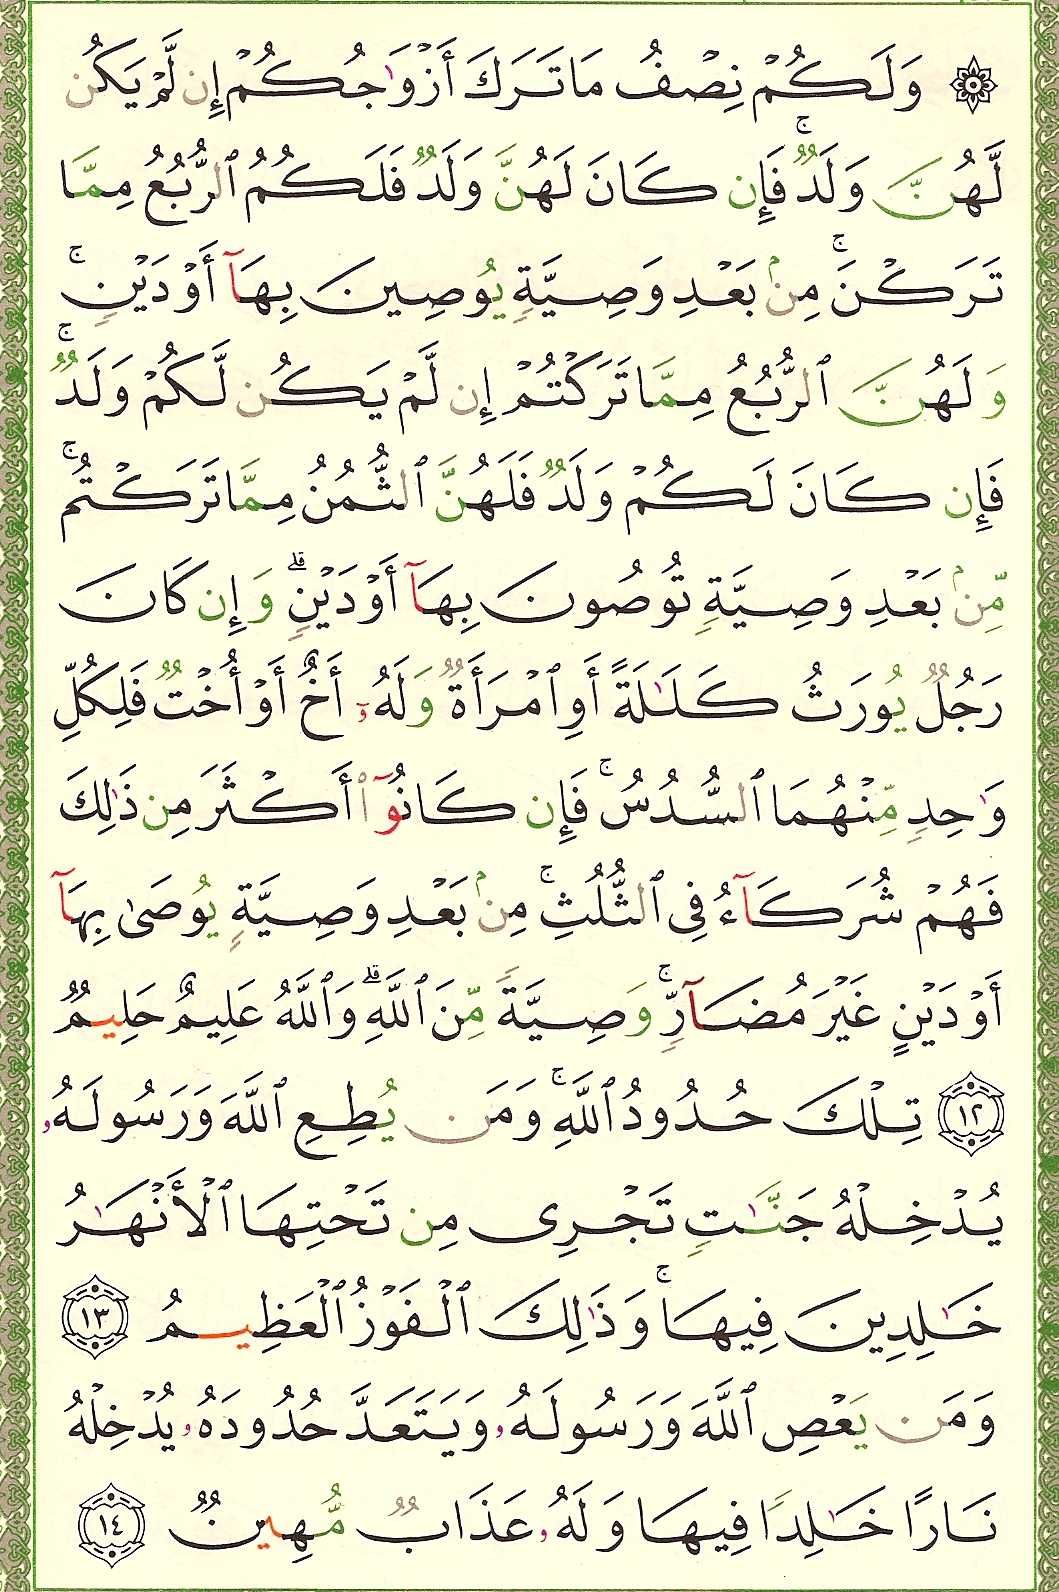 ۞ وَلَكُمْ نِصْفُ مَا تَرَكَ أَزْوَٰجُكُمْ إِن لَّمْ يَكُن
لَّهُنَّ وَلَدٌ ۚ فَإِن كَانَ لَهُنَّ وَلَدٌ فَلَكُمُ ٱلرُّبُعُ مِمَّا
تَرَكْنَ ۚ مِنۢ بَعْدِ وَصِيَّةٍ يُوصِينَ بِهَآ أَوْ دَيْنٍ ۚ
وَلَهُنَّ ٱلرُّبُعُ مِمَّا تَرَكْتُمْ إِن لَّمْ يَكُن لَّكُمْ وَلَدٌ ۚ
فَإِن كَانَ لَكُمْ وَلَدٌ فَلَهُنَّ ٱلثُّمُنُ مِمَّا تَرَكْتُم ۚ
مِّنۢ بَعْدِ وَصِيَّةٍ تُوصُونَ بِهَآ أَوْ دَيْنٍ ۗ وَإِن كَانَ
رَجُلٌ يُورَثُ كَلَٰلَةً أَوِ ٱمْرَأَةٌ وَلَهُۥٓ أَخٌ أَوْ أُخْتٌ فَلِكُلِّ
وَٰحِدٍ مِّنْهُمَا ٱلسُّدُسُ ۚ فَإِن كَانُوٓا۟ أَكْثَرَ مِن ذَٰلِكَ
فَهُمْ شُرَكَآءُ فِى ٱلثُّلُثِ ۚ مِنۢ بَعْدِ وَصِيَّةٍ يُوصَىٰ بِهَآ
أَوْ دَيْنٍ غَيْرَ مُضَآرٍّ ۚ وَصِيَّةً مِّنَ ٱللَّهِ ۗ وَٱللَّهُ عَلِيمٌ حَلِيمٌ
١٢ تِلْكَ حُدُودُ ٱللَّهِ ۚ وَمَن يُطِعِ ٱللَّهَ وَرَسُولَهُۥ
يُدْخِلْهُ جَنَّٰتٍ تَجْرِى مِن تَحْتِهَا ٱلْأَنْهَٰرُ
خَٰلِدِينَ فِيهَا ۚ وَذَٰلِكَ ٱلْفَوْزُ ٱلْعَظِيمُ ١٣
وَمَن يَعْصِ ٱللَّهَ وَرَسُولَهُۥ وَيَتَعَدَّ حُدُودَهُۥ يُدْخِلْهُ
نَارًا خَٰلِدًا فِيهَا وَلَهُۥ عَذَابٌ مُّهِينٌ ١٤